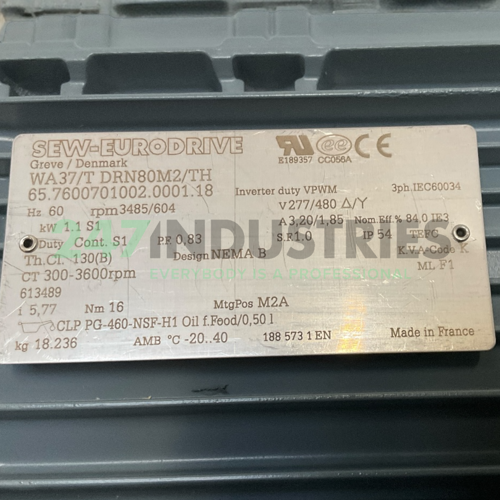 SEW-EURODRIVE
Greve / Denmark
E189357 CC056A
WA37/T DRN80M2/TH
65.7600701002.0001.18 Inverter duty VPWM 3ph.IEC60034
Hz 60 rpm 3485/604 V 277/480 Δ/Y
kW 1.1 S1 A 3,20/1,85 Nom Eff.% 84.0 IE3
Duty Cont. S1 P.F. 0,83 S.F. 1.0 IP 54 TEFC
Th.Cl. 130(B) Design NEMA B K.V.A-Code K
CT 300-3600rpm ML F1
247 INDUSTRIES
EVERYBODY IS A PROFESSIONAL
613489
i 5,77 Nm 16 MtgPos M2A
CLP PG-460-NSF-H1 Oil f.Food/0,50 l
kg 18.236 AMB °C -20..40 188 573 1 EN Made in France